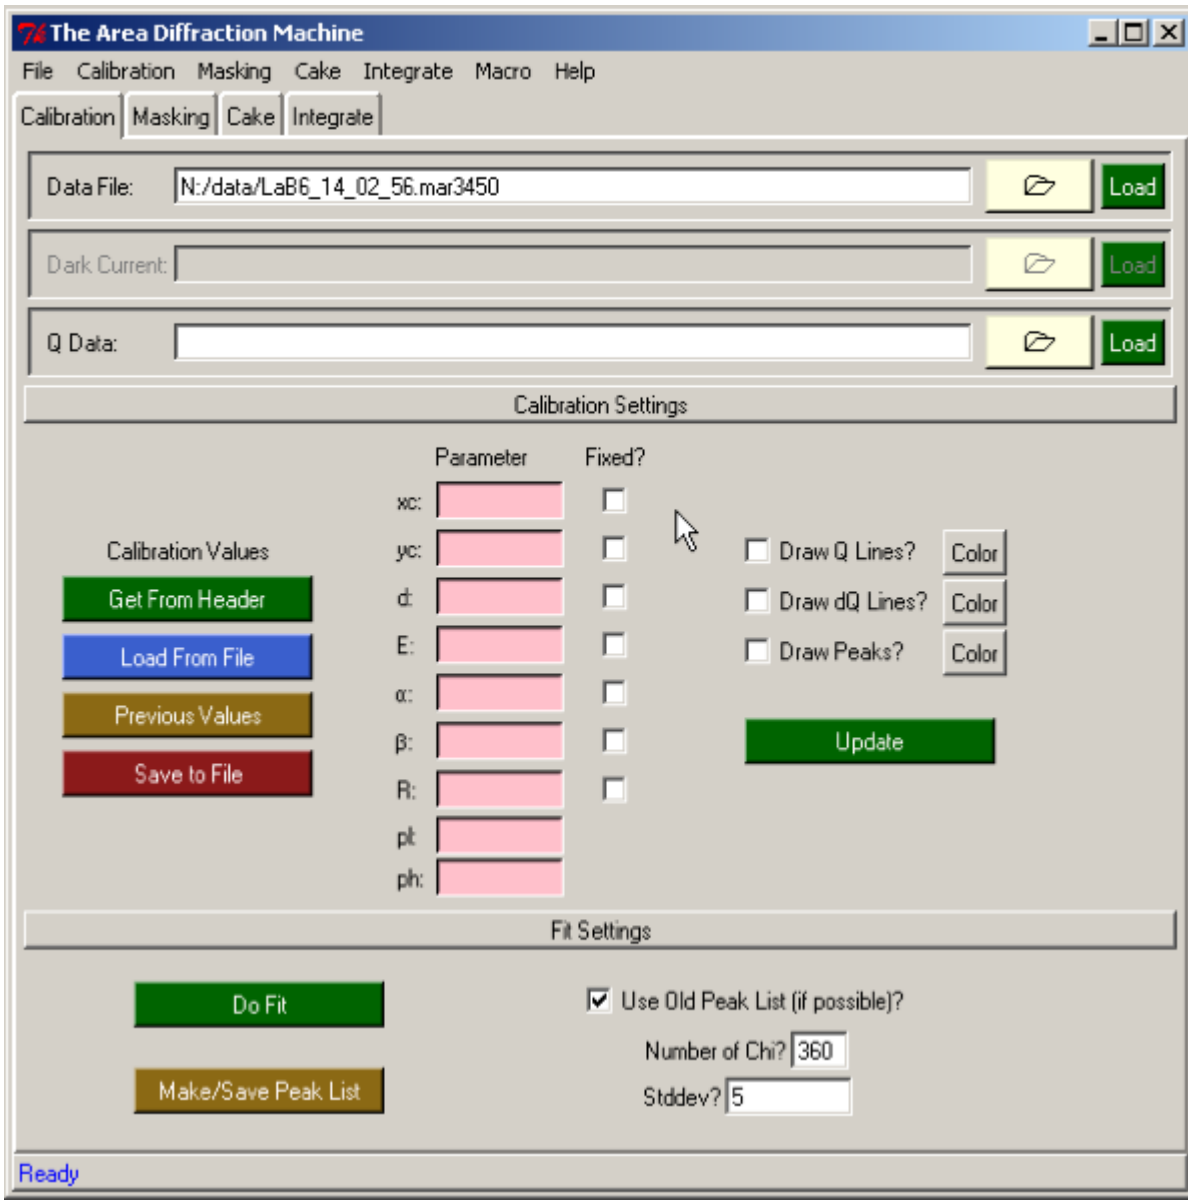 The Area Diffraction Machine
File Calibration Masking Cake Integrate Macro Help
Calibration Masking Cake Integrate
Data File: N:/data/LaB6_14_02_56.mar3450 Load
Dark Current: Load
Q Data: Load
Calibration Settings
Parameter Fixed?
xc:
yc:
d:
E:
α:
β:
R:
pl:
ph:
Calibration Values
Get From Header
Load From File
Previous Values
Save to File
Draw Q Lines? Color
Draw dQ Lines? Color
Draw Peaks? Color
Update
Fit Settings
Do Fit
Make/Save Peak List
Use Old Peak List (if possible)?
Number of Chi? 360
Stddev? 5
Ready